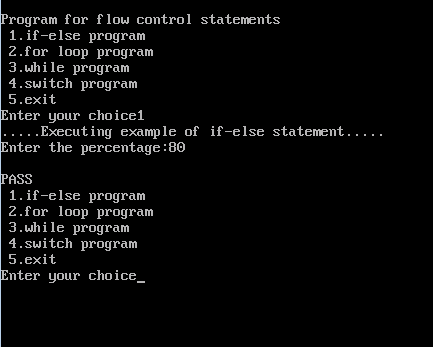 Program for flow control statements
1.if-else program
2.for loop program
3.while program
4.switch program
5.exit
Enter your choice1
.....Executing example of if-else statement.....
Enter the percentage:80
PASS
1.if-else program
2.for loop program
3.while program
4.switch program
5.exit
Enter your choice_